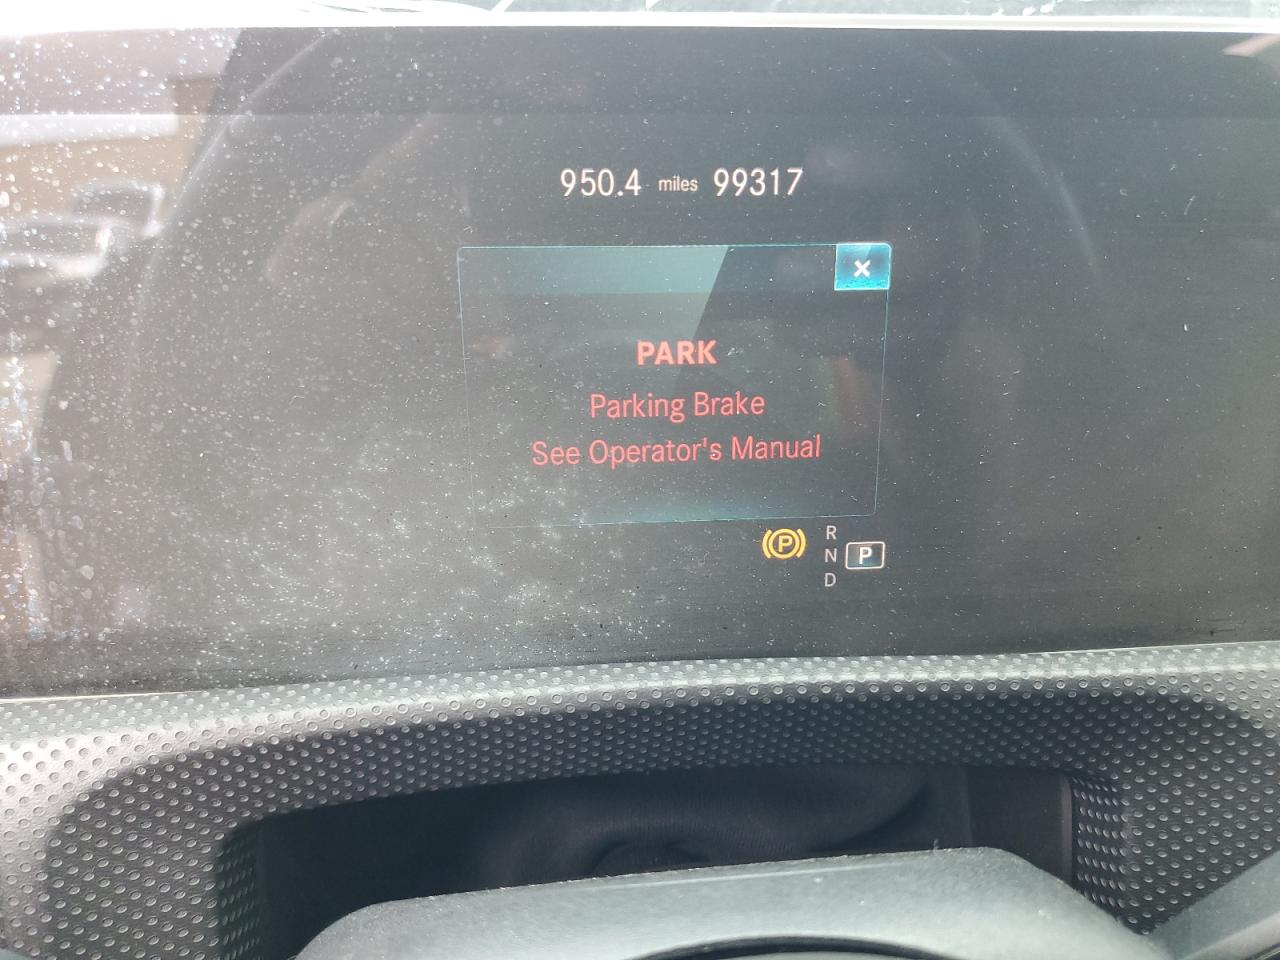 950.4 miles 99317
×
PARK
Parking Brake
See Operator's Manual
P
R
N P
D